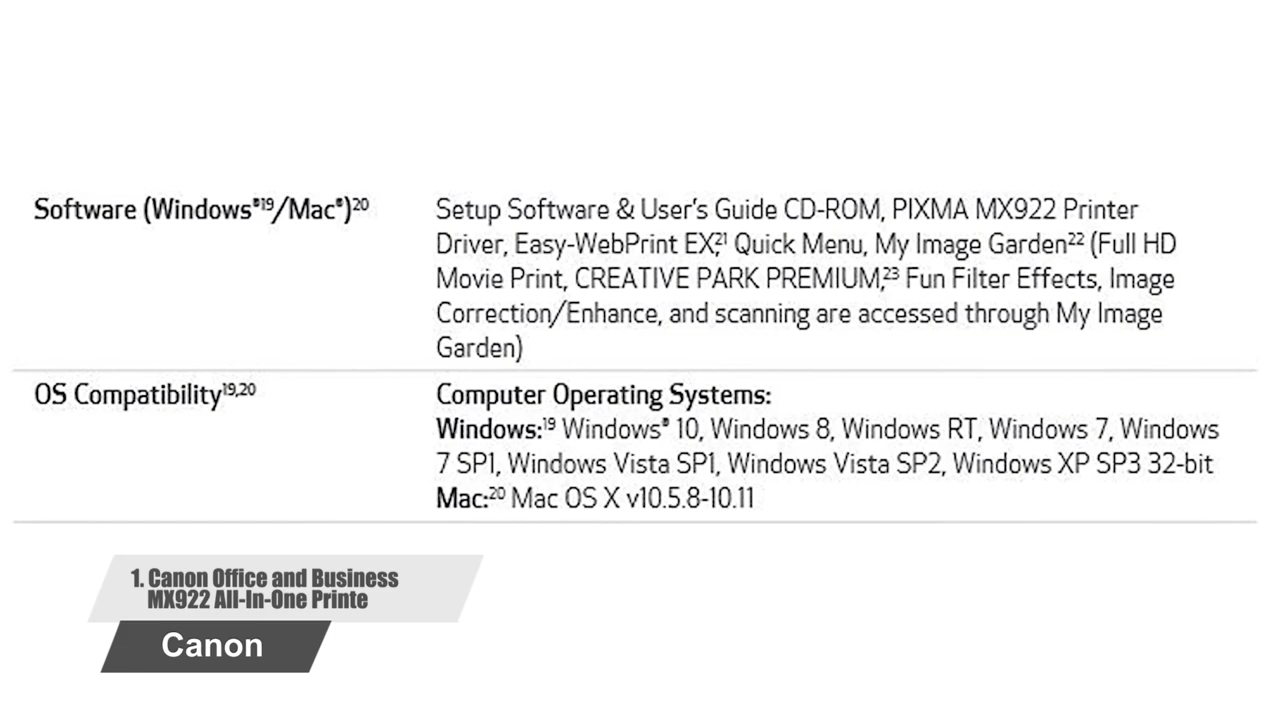 Software (Windows®19/Mac®)20
Setup Software & User's Guide CD-ROM, PIXMA MX922 Printer
Driver, Easy-WebPrint EX,21 Quick Menu, My Image Garden22 (Full HD
Movie Print, CREATIVE PARK PREMIUM,23 Fun Filter Effects, Image
Correction/Enhance, and scanning are accessed through My Image
Garden)
OS Compatibility19,20
Computer Operating Systems:
Windows:19 Windows® 10, Windows 8, Windows RT, Windows 7, Windows
7 SP1, Windows Vista SP1, Windows Vista SP2, Windows XP SP3 32-bit
Mac:20 Mac OS X v10.5.8-10.11
1. Canon Office and Business
MX922 All-In-One Printe
Canon